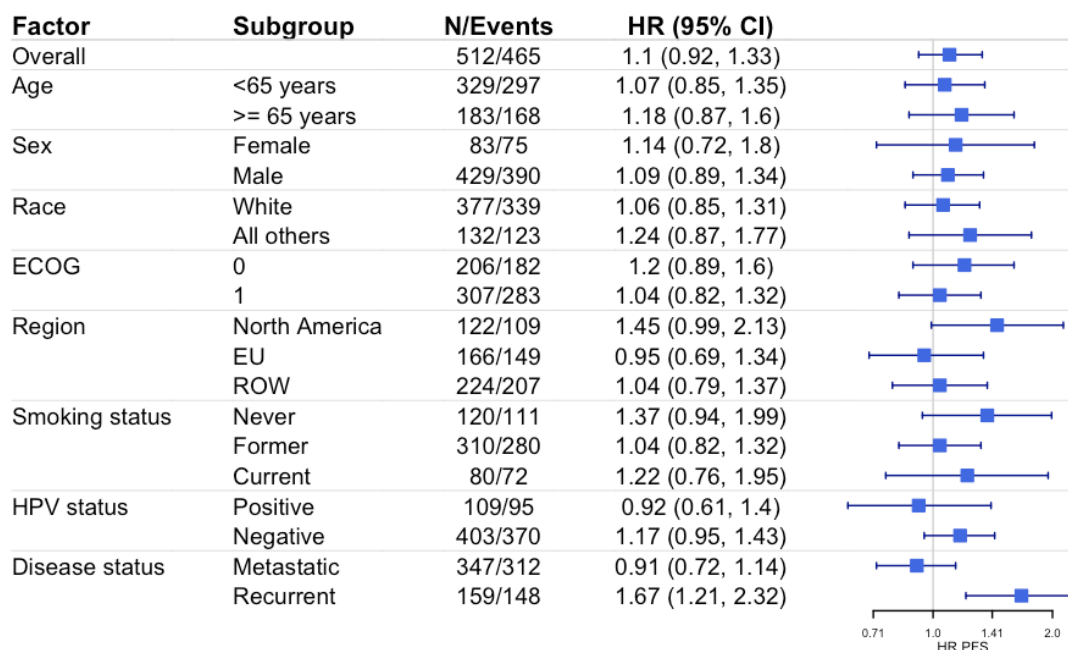 Factor Subgroup N/Events HR (95% CI)
Overall 512/465 1.1 (0.92, 1.33)
Age <65 years 329/297 1.07 (0.85, 1.35)
>= 65 years 183/168 1.18 (0.87, 1.6)
Sex Female 83/75 1.14 (0.72, 1.8)
Male 429/390 1.09 (0.89, 1.34)
Race White 377/339 1.06 (0.85, 1.31)
All others 132/123 1.24 (0.87, 1.77)
ECOG 0 206/182 1.2 (0.89, 1.6)
1 307/283 1.04 (0.82, 1.32)
Region North America 122/109 1.45 (0.99, 2.13)
EU 166/149 0.95 (0.69, 1.34)
ROW 224/207 1.04 (0.79, 1.37)
Smoking status Never 120/111 1.37 (0.94, 1.99)
Former 310/280 1.04 (0.82, 1.32)
Current 80/72 1.22 (0.76, 1.95)
HPV status Positive 109/95 0.92 (0.61, 1.4)
Negative 403/370 1.17 (0.95, 1.43)
Disease status Metastatic 347/312 0.91 (0.72, 1.14)
Recurrent 159/148 1.67 (1.21, 2.32)
0.71 1.0 1.41 2.0
HR PFS